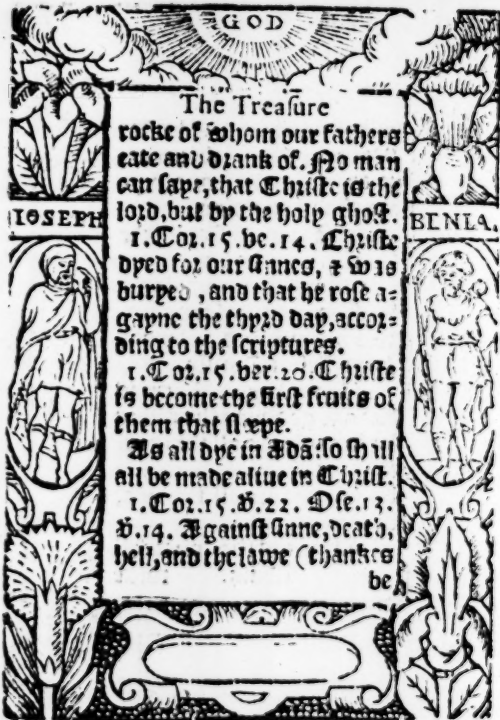 GOD
The Treaſure
rocke of whom our fathers
eate and drank of. No man
can ſaye, that Chriſte is the
lord, but by the holy ghoſt.
1. Cor. 15. ve. 14. Chriſte
dyed for our ſinnes, & was
buryed, and that he roſe a=
gayne the thyrd day, accor=
ding to the ſcriptures.
1. Cor. 15. ver. 20. Chriſte
is become the firſt fruits of
them that ſlepe.
As all dye in Adā: ſo ſhall
all be made aliue in Chriſt.
1. Cor. 15. v. 22. Oſe. 13.
v. 14. Againſt ſinne, death,
hell, and the lawe (thankes
be
IOSEPH
BENIA.